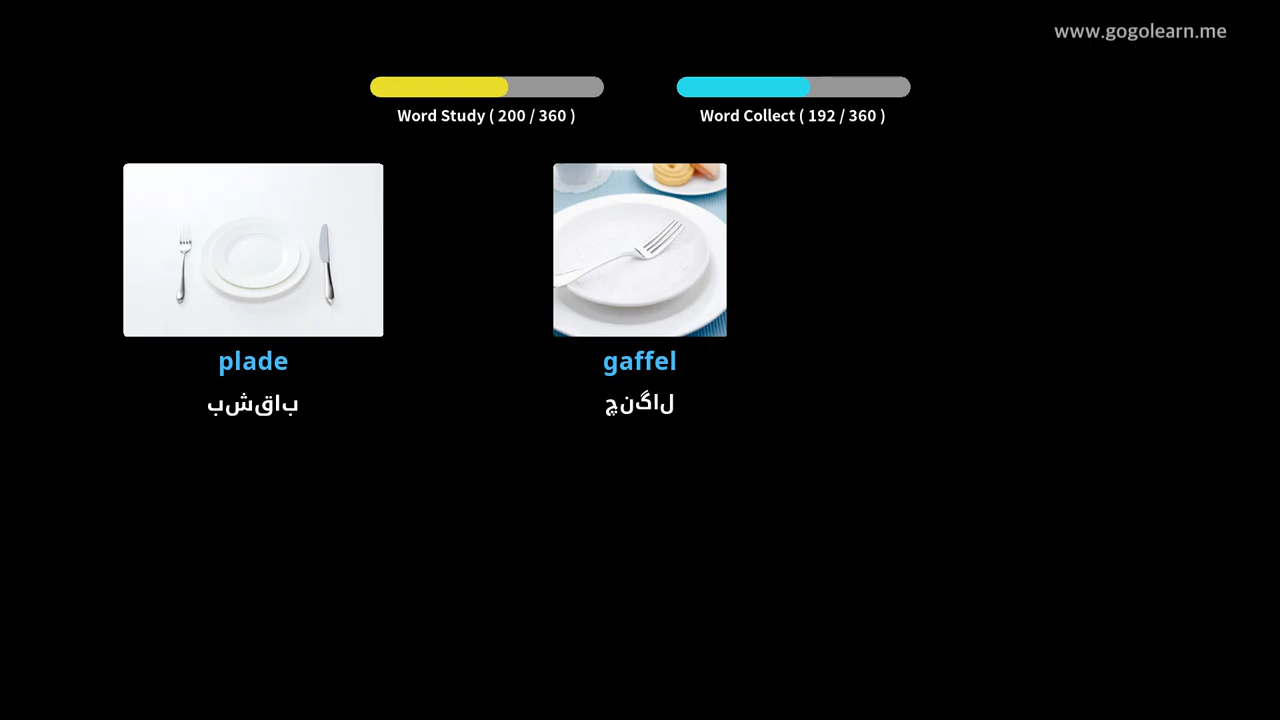 www.gogolearn.me
Word Study ( 200 / 360 )
Word Collect ( 192 / 360 )
plade
باقشب
gaffel
لاگنچ